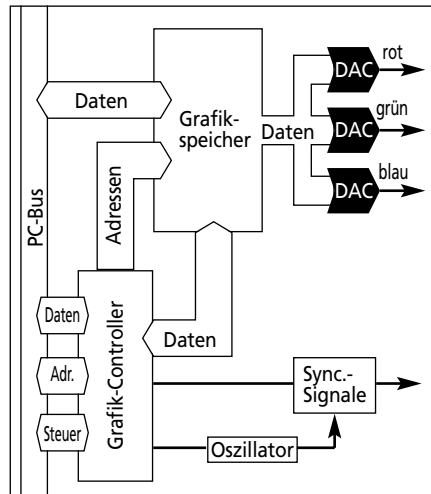 rot
DAC
Daten
grün
Grafik-
speicher
Daten
DAC
blau
DAC
Adressen
PC-Bus
Daten
Grafik-Controller
Daten
Adr.
Sync.-
Signale
Steuer
Oszillator